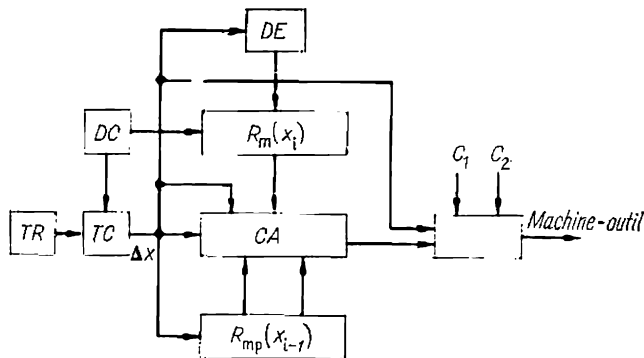 DE
DC
R_m(x_i)
C_1 C_2
TR
TC
Δx
CA
Machine-outil
R_mp(x_{i-1})